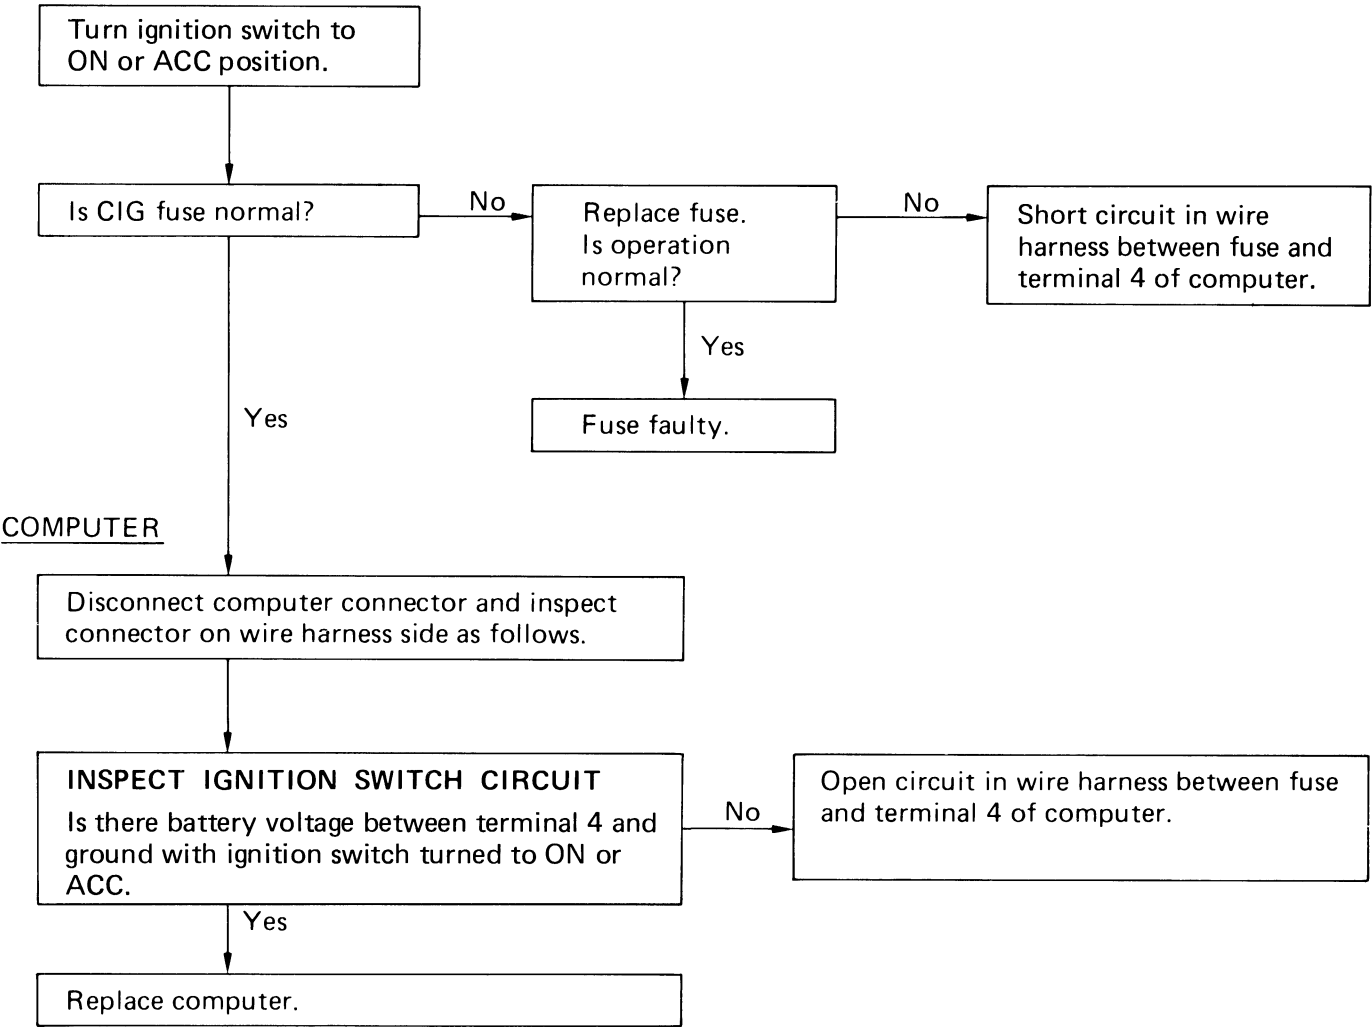 Turn ignition switch to
ON or ACC position.
Is CIG fuse normal?
No
Replace fuse.
Is operation
normal?
No
Short circuit in wire
harness between fuse and
terminal 4 of computer.
Yes
Fuse faulty.
Yes
COMPUTER
Disconnect computer connector and inspect
connector on wire harness side as follows.
INSPECT IGNITION SWITCH CIRCUIT
Is there battery voltage between terminal 4 and
ground with ignition switch turned to ON or
ACC.
No
Open circuit in wire harness between fuse
and terminal 4 of computer.
Yes
Replace computer.